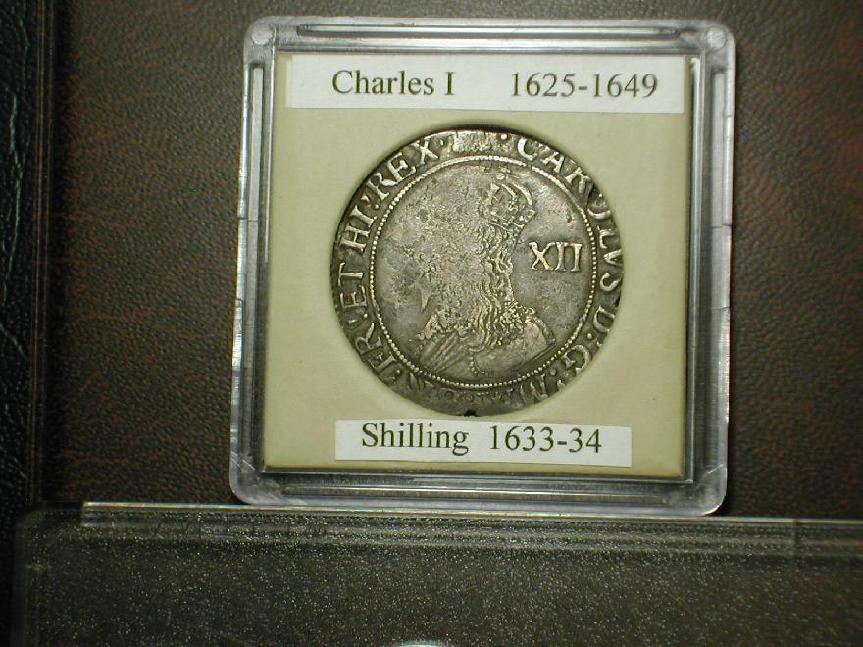 Charles I 1625-1649
CAROLVS·D:G:M
FR:ET HI:REX·
XII
Shilling 1633-34